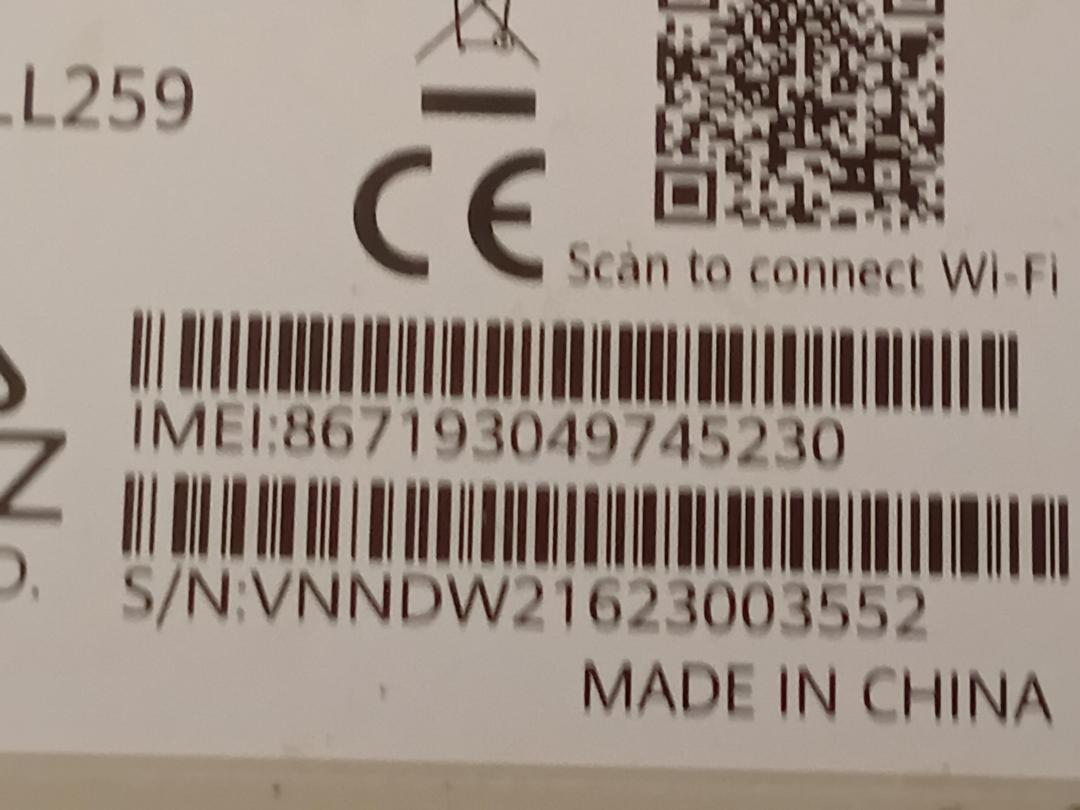 LL259
CE
Scan to connect Wi-Fi
IMEI:867193049745230
Z
S/N:VNNDW21623003552
MADE IN CHINA